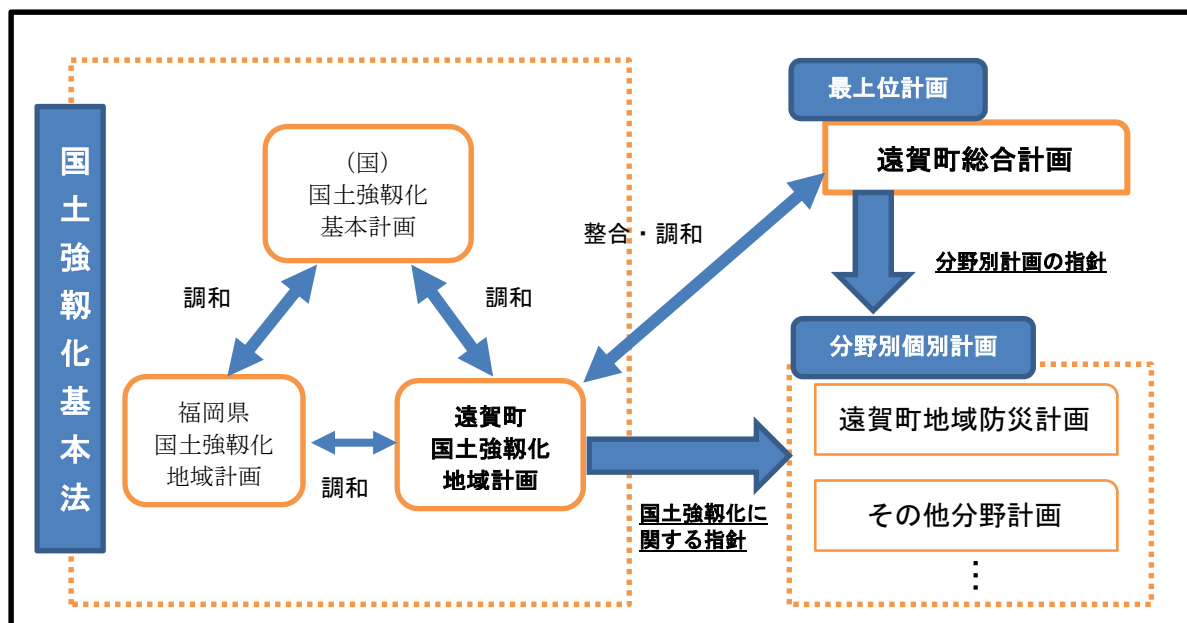 国土強靱化基本法
（国）
国土強靱化
基本計画
調和
調和
福岡県
国土強靱化
地域計画
調和
遠賀町
国土強靱化
地域計画
整合・調和
最上位計画
遠賀町総合計画
分野別計画の指針
国土強靱化に
関する指針
分野別個別計画
遠賀町地域防災計画
その他分野計画
⋮